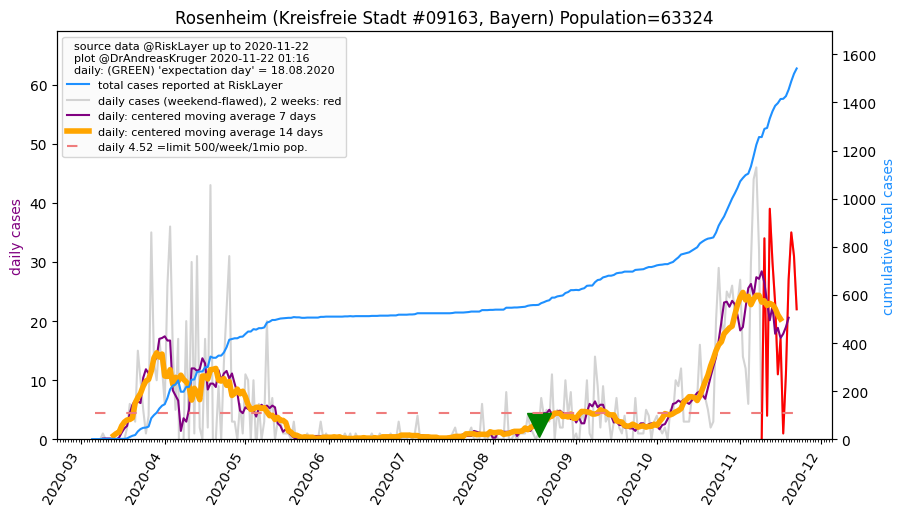 Rosenheim (Kreisfreie Stadt #09163, Bayern) Population=63324
source data @RiskLayer up to 2020-11-22
plot @DrAndreasKruger 2020-11-22 01:16
daily: (GREEN) 'expectation day' = 18.08.2020
total cases reported at RiskLayer
daily cases (weekend-flawed), 2 weeks: red
daily: centered moving average 7 days
daily: centered moving average 14 days
daily 4.52 =limit 500/week/1mio pop.
daily cases
60
50
40
30
20
10
0
cumulative total cases
1600
1400
1200
1000
800
600
400
200
0
2020-03
2020-04
2020-05
2020-06
2020-07
2020-08
2020-09
2020-10
2020-11
2020-12